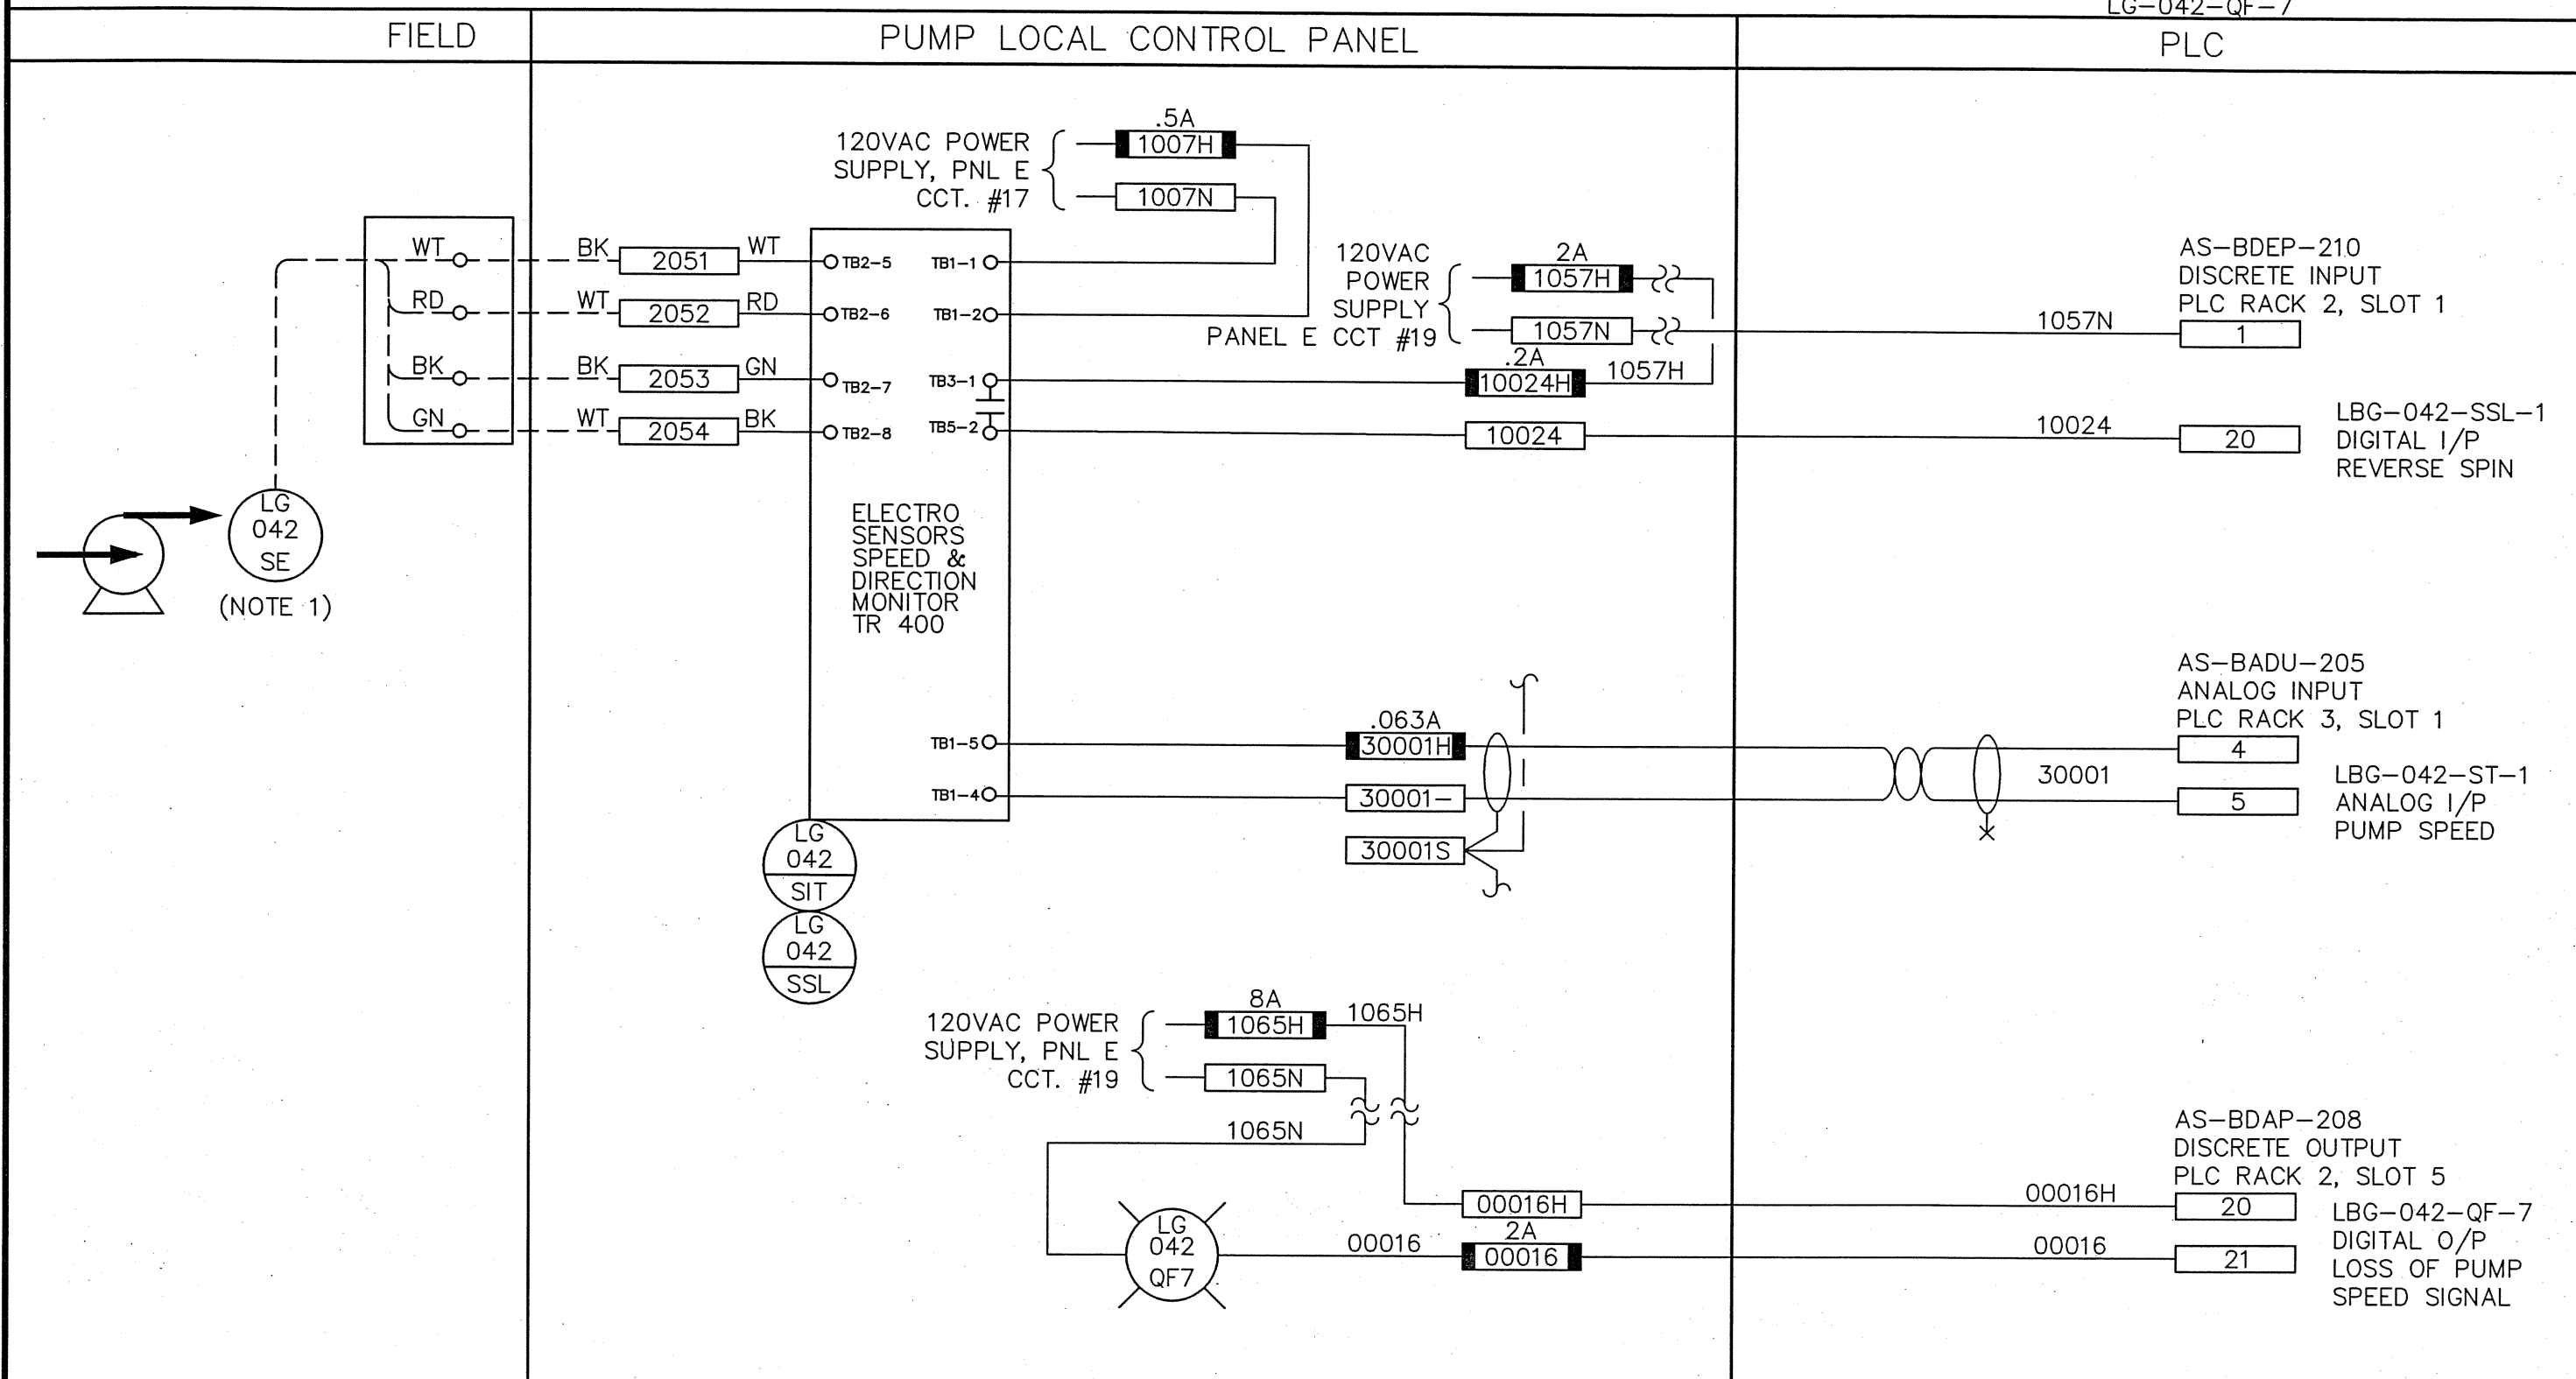 LG-042-QF-7
FIELD
PUMP LOCAL CONTROL PANEL
PLC
120VAC POWER
SUPPLY, PNL E
CCT. #17
.5A
1007H
1007N
WT
BK
2051
WT
TB2-5
TB1-1
RD
WT
2052
RD
TB2-6
TB1-2
BK
BK
2053
GN
TB2-7
TB3-1
GN
WT
2054
BK
TB2-8
TB5-2
120VAC
POWER
SUPPLY
PANEL E CCT #19
2A
1057H
1057N
.2A
10024H
1057H
10024
1057N
AS-BDEP-210
DISCRETE INPUT
PLC RACK 2, SLOT 1
1
10024
20
LBG-042-SSL-1
DIGITAL I/P
REVERSE SPIN
LG
042
SE
(NOTE 1)
ELECTRO
SENSORS
SPEED &
DIRECTION
MONITOR
TR 400
TB1-5
TB1-4
.063A
30001H
30001-
30001S
30001
AS-BADU-205
ANALOG INPUT
PLC RACK 3, SLOT 1
4
5
LBG-042-ST-1
ANALOG I/P
PUMP SPEED
LG
042
SIT
LG
042
SSL
120VAC POWER
SUPPLY, PNL E
CCT. #19
8A
1065H
1065H
1065N
1065N
LG
042
QF7
00016
00016H
2A
00016
00016H
00016
AS-BDAP-208
DISCRETE OUTPUT
PLC RACK 2, SLOT 5
20
21
LBG-042-QF-7
DIGITAL O/P
LOSS OF PUMP
SPEED SIGNAL